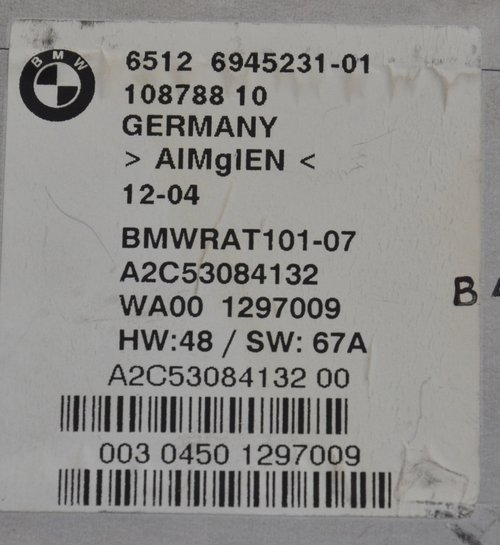 BMW
6512 6945231-01
108788 10
GERMANY
> AlMglEN <
12-04
BMWRAT101-07
A2C53084132
WA00 1297009
HW:48 / SW: 67A
A2C53084132 00
003 0450 1297009
B